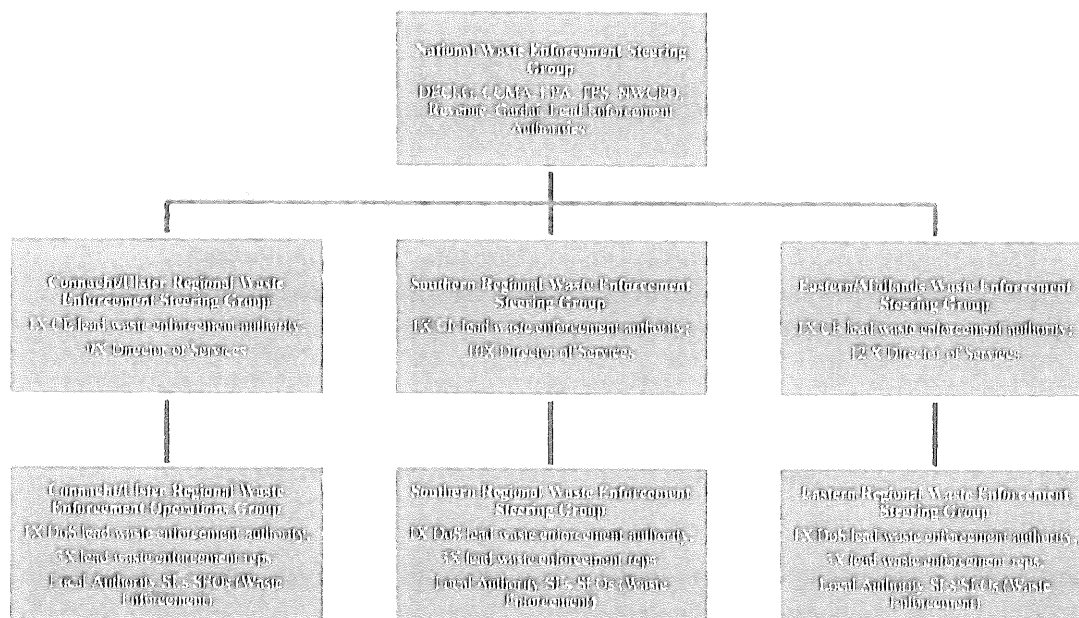 National Waste Enforcement Steering
Group
DECLG, CCMA, EPA, TFS, NWCPO,
Revenue, Gardaí, Lead Enforcement
Authorities
Connacht/Ulster Regional Waste
Enforcement Steering Group
1X CE lead waste enforcement authority;
9X Director of Services
Southern Regional Waste Enforcement
Steering Group
1X CE lead waste enforcement authority;
10X Director of Services
Eastern/Midlands Waste Enforcement
Steering Group
1X CE lead waste enforcement authority;
12 X Director of Services
Connacht/Ulster Regional Waste
Enforcement Operations Group
1X DoS lead waste enforcement authority,
3X lead waste enforcement reps.
Local Authority SEs, SEOs (Waste
Enforcement)
Southern Regional Waste Enforcement
Steering Group
1X DoS lead waste enforcement authority,
3X lead waste enforcement reps
Local Authority SEs, SEOs (Waste
Enforcement)
Eastern Regional Waste Enforcement
Steering Group
1X DoS lead waste enforcement authority,
3X lead waste enforcement reps.
Local Authority SEs/SEOs (Waste
Enforcement)